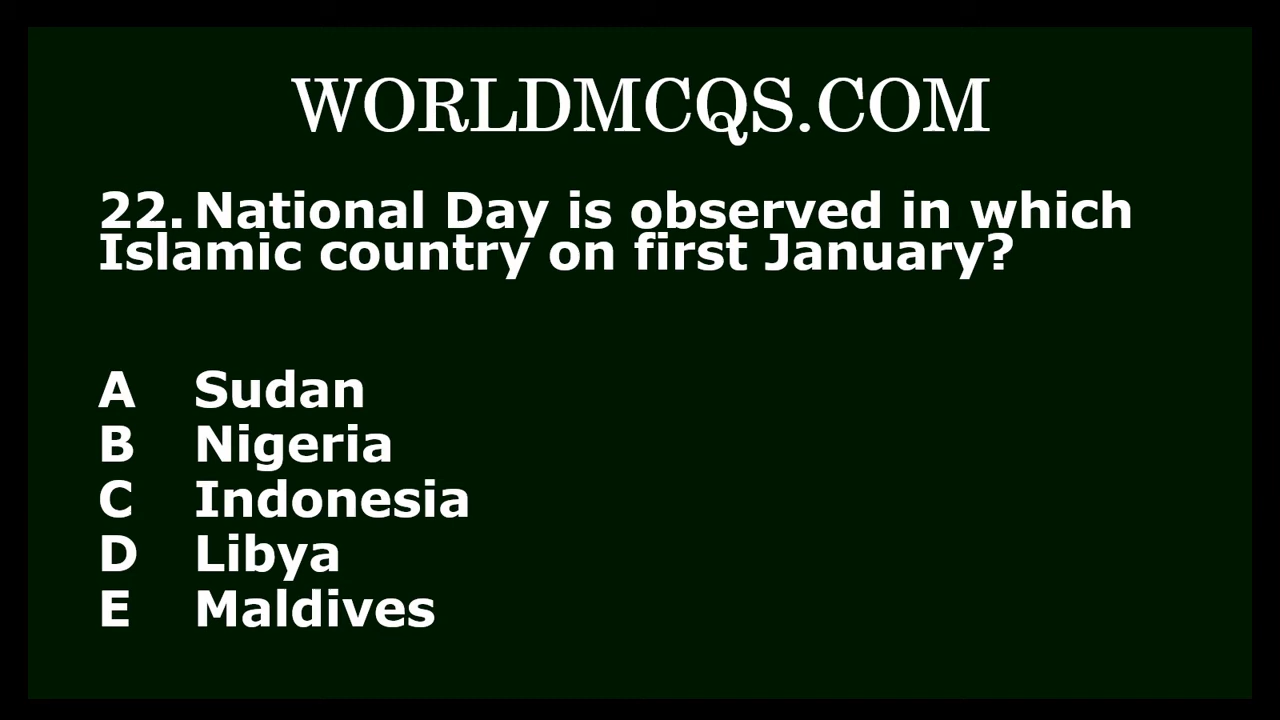 WORLDMCQS.COM
22. National Day is observed in which
Islamic country on first January?
A Sudan
B Nigeria
C Indonesia
D Libya
E Maldives